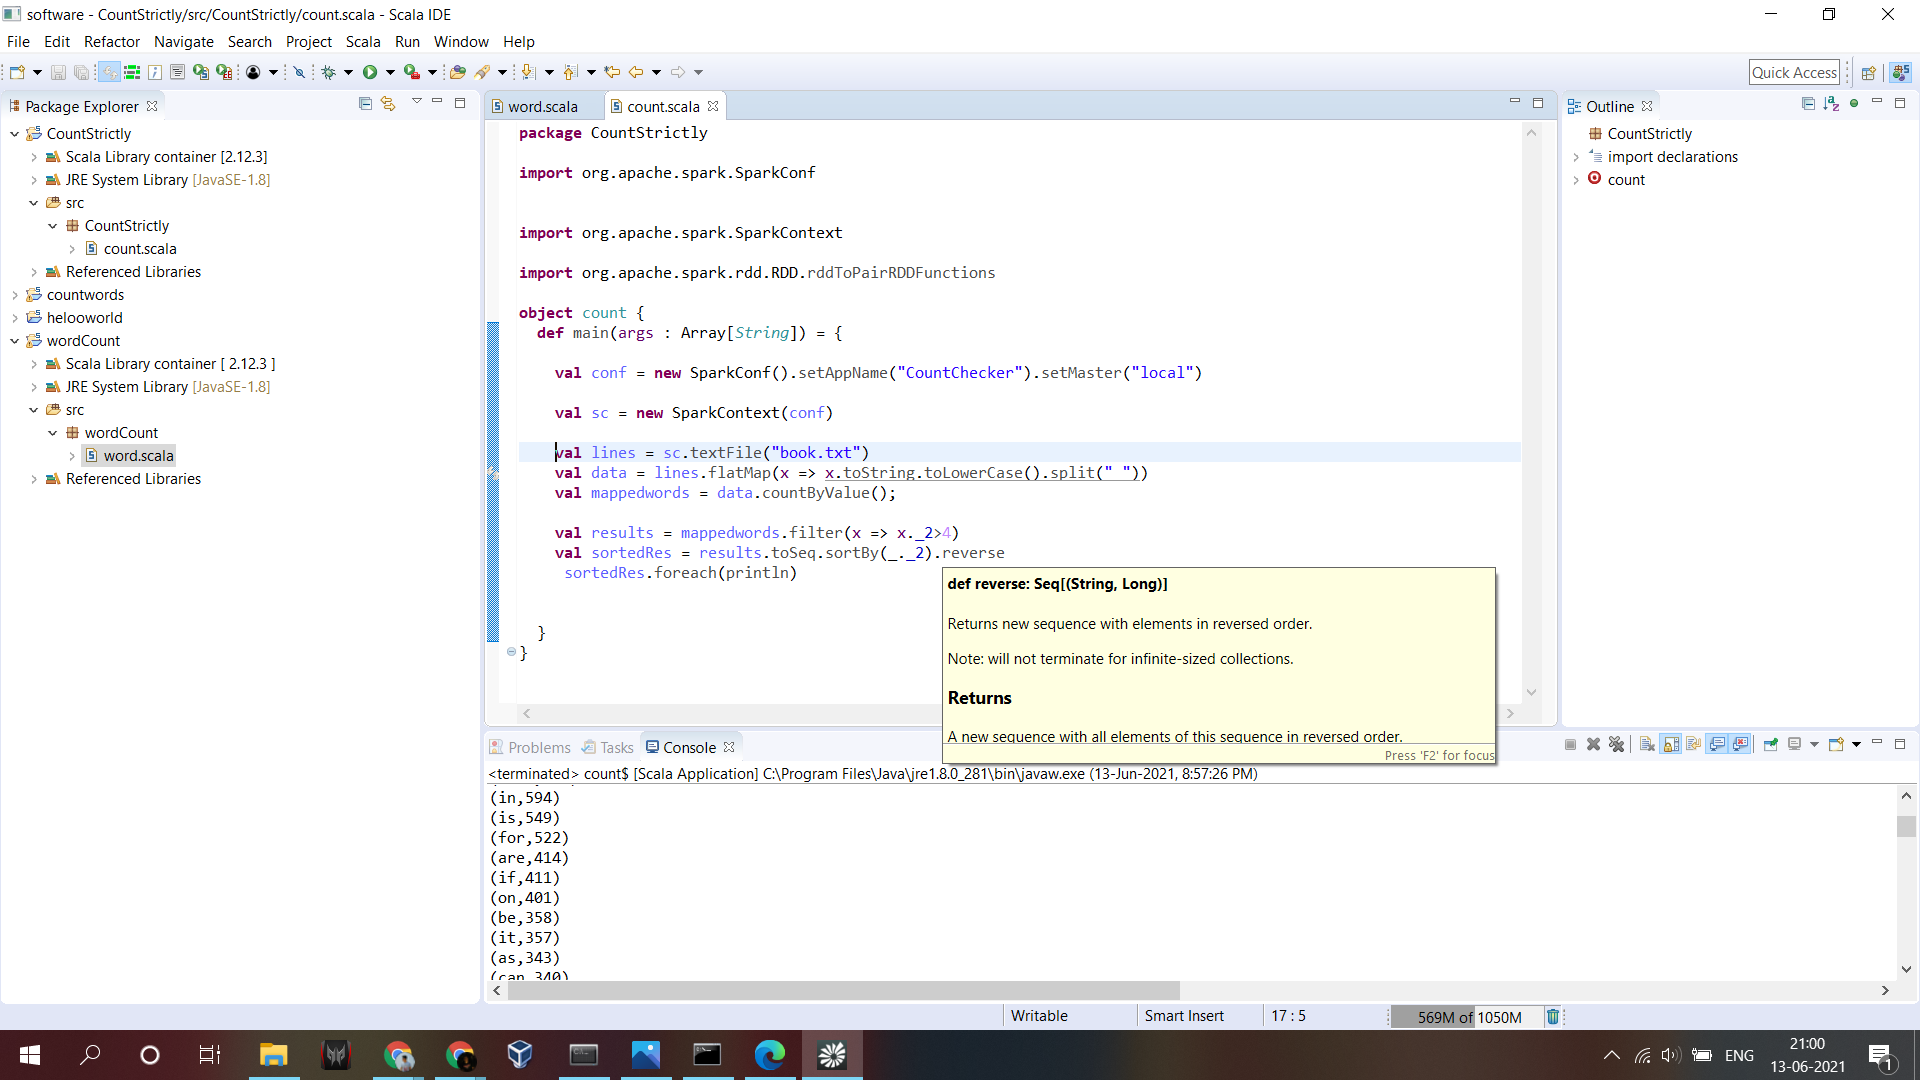 software - CountStrictly/src/CountStrictly/count.scala - Scala IDE
File Edit Refactor Navigate Search Project Scala Run Window Help
Quick Access
Package Explorer
CountStrictly
Scala Library container [2.12.3]
JRE System Library [JavaSE-1.8]
src
CountStrictly
count.scala
Referenced Libraries
countwords
helooworld
wordCount
Scala Library container [ 2.12.3 ]
JRE System Library [JavaSE-1.8]
src
wordCount
word.scala
Referenced Libraries
word.scala count.scala
package CountStrictly
import org.apache.spark.SparkConf
import org.apache.spark.SparkContext
import org.apache.spark.rdd.RDD.rddToPairRDDFunctions
object count {
def main(args : Array[String]) = {
val conf = new SparkConf().setAppName("CountChecker").setMaster("local")
val sc = new SparkContext(conf)
val lines = sc.textFile("book.txt")
val data = lines.flatMap(x => x.toString.toLowerCase().split(" "))
val mappedwords = data.countByValue();
val results = mappedwords.filter(x => x._2>4)
val sortedRes = results.toSeq.sortBy(_._2).reverse
sortedRes.foreach(println)
}
}
def reverse: Seq[(String, Long)]
Returns new sequence with elements in reversed order.
Note: will not terminate for infinite-sized collections.
Returns
A new sequence with all elements of this sequence in reversed order.
Press 'F2' for focus
Outline
CountStrictly
import declarations
count
Problems Tasks Console
<terminated> count$ [Scala Application] C:\Program Files\Java\jre1.8.0_281\bin\javaw.exe (13-Jun-2021, 8:57:26 PM)
(in,594)
(is,549)
(for,522)
(are,414)
(if,411)
(on,401)
(be,358)
(it,357)
(as,343)
(can,340)
Writable Smart Insert 17 : 5 569M of 1050M
ENG
21:00
13-06-2021
1